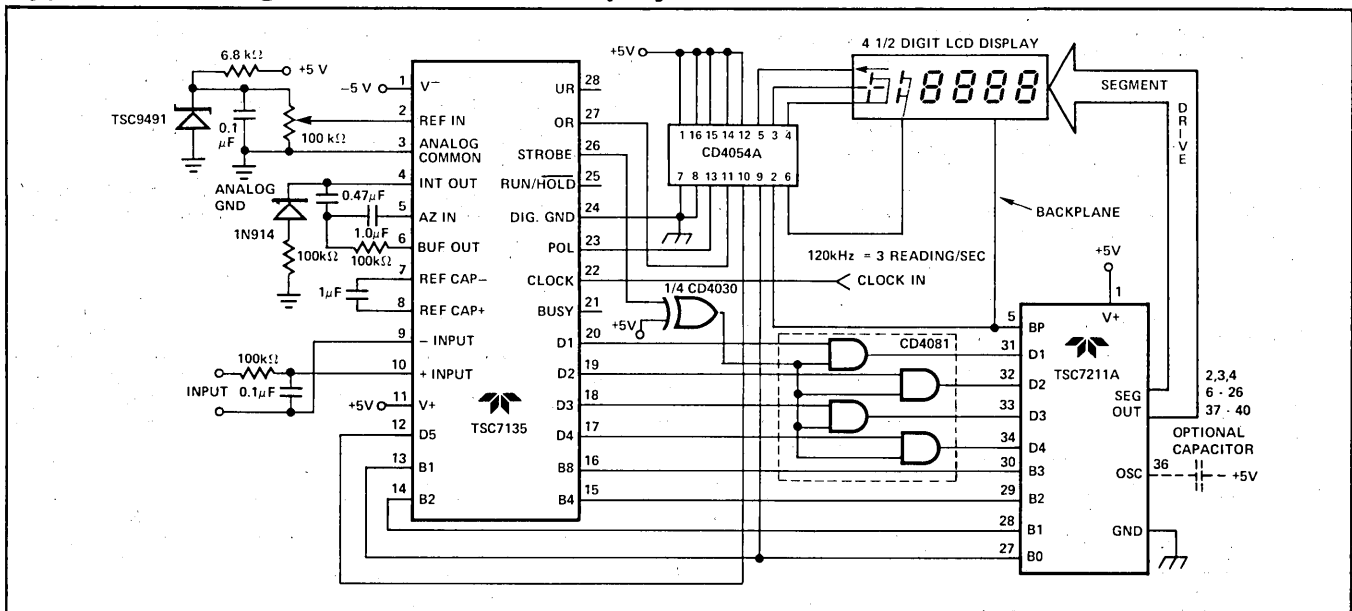 4 1/2 DIGIT LCD DISPLAY
6.8 kΩ
+5 V
TSC9491
0.1 μF
100 kΩ
ANALOG GND
1N914
100kΩ
0.47μF
1.0μF
100kΩ
1μF
100kΩ
INPUT
0.1μF
−5 V
+5V
1 V−
2 REF IN
3 ANALOG COMMON
4 INT OUT
5 AZ IN
6 BUF OUT
7 REF CAP−
8 REF CAP+
9 − INPUT
10 + INPUT
11 V+
12 D5
13 B1
14 B2
TSC7135
UR 28
OR 27
STROBE 26
RUN/HOLD 25
DIG. GND 24
POL 23
CLOCK 22
BUSY 21
D1 20
D2 19
D3 18
D4 17
B8 16
B4 15
+5V
1 16 15 14 12 5 3 4
CD4054A
7 8 13 11 10 9 2 6
8888
SEGMENT
DRIVE
BACKPLANE
120kHz = 3 READING/SEC
CLOCK IN
1/4 CD4030
+5V
CD4081
+5V
1
V+
5 BP
31 D1
32 D2
33 D3
34 D4
30 B3
29 B2
28 B1
27 B0
TSC7211A
SEG OUT
2,3,4
6 - 26
37 - 40
OPTIONAL CAPACITOR
OSC 36
+5V
GND